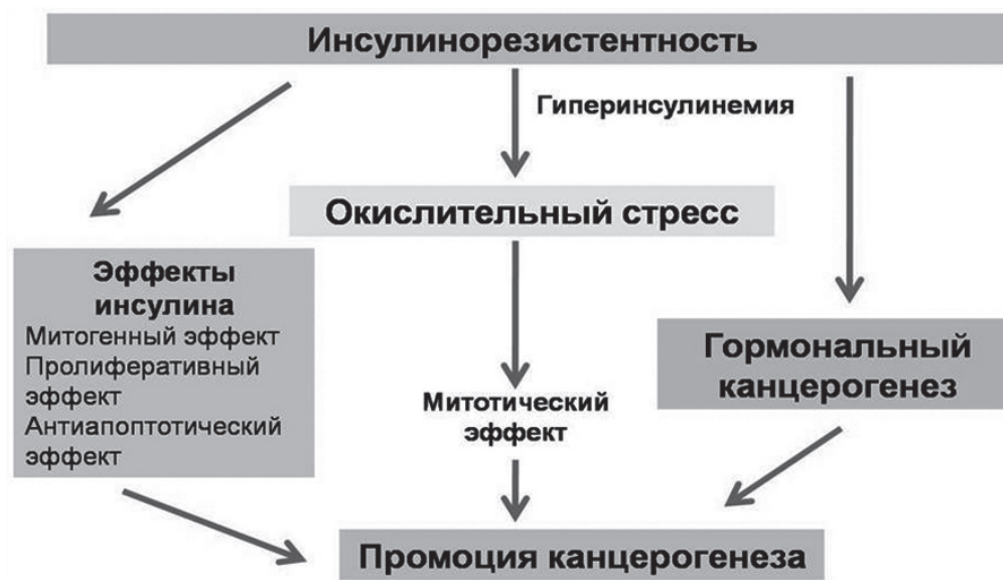 Инсулинорезистентность
Гиперинсулинемия
Окислительный стресс
Эффекты
инсулина
Митогенный эффект
Пролиферативный
эффект
Антиапоптотический
эффект
Гормональный
канцерогенез
Митотический
эффект
Промоция канцерогенеза